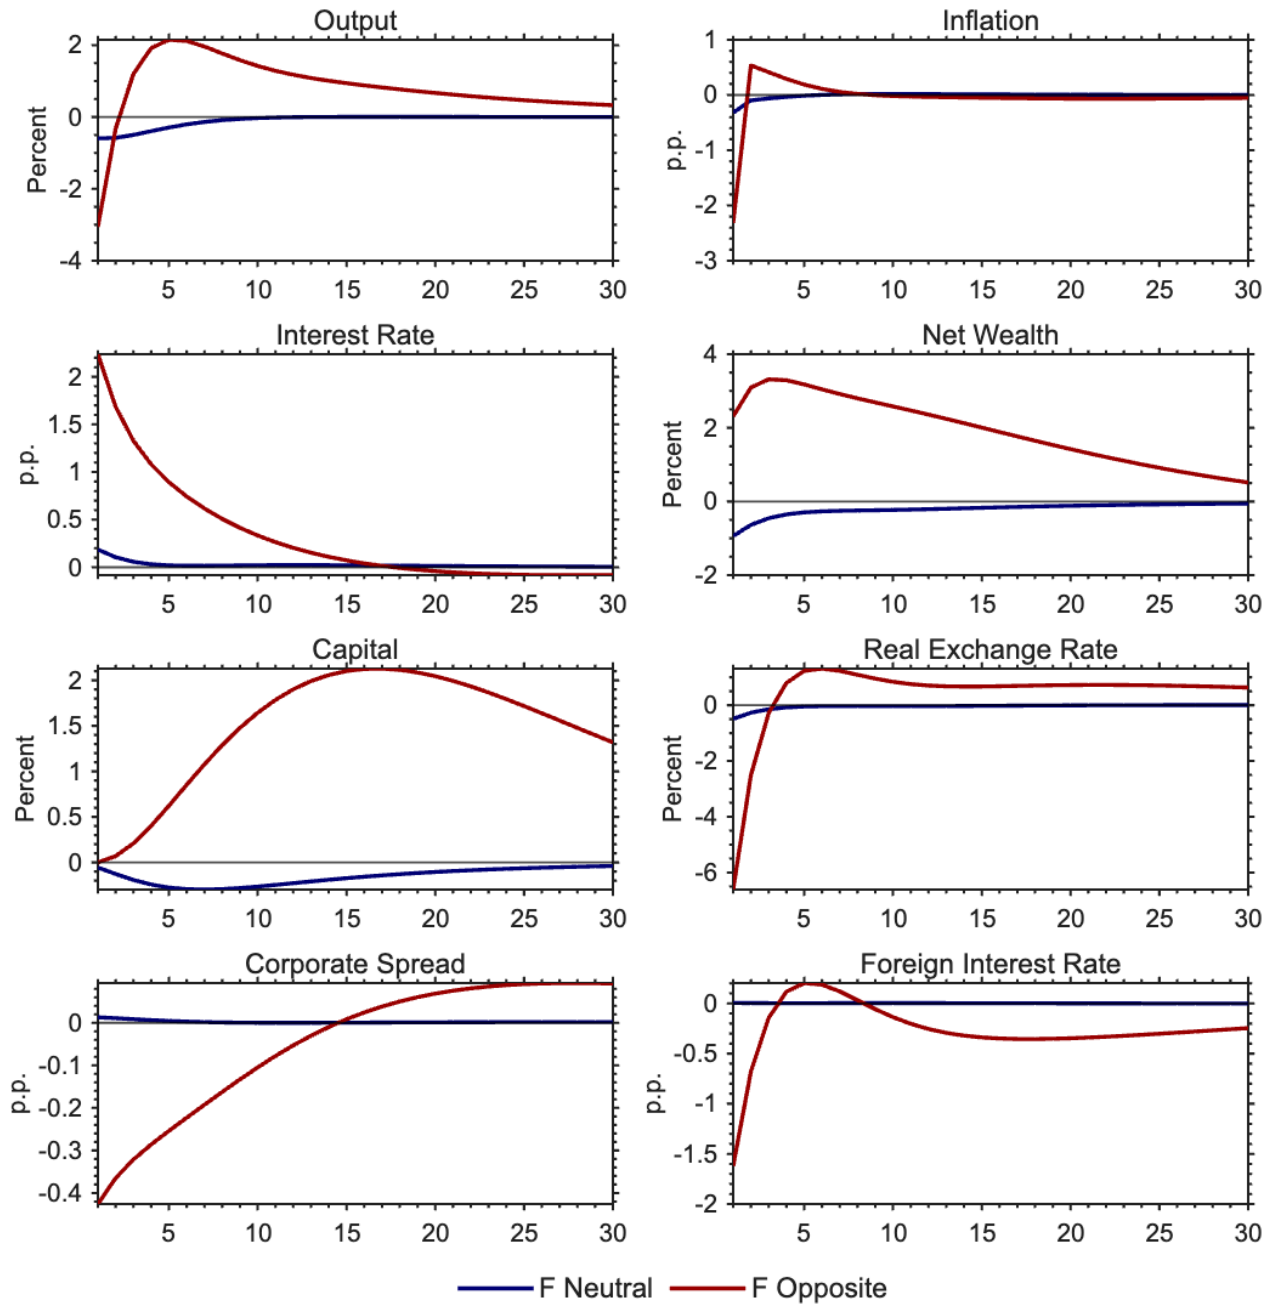 Output
Percent
2
0
-2
-4
5 10 15 20 25 30
Inflation
p.p.
1
0
-1
-2
-3
5 10 15 20 25 30
Interest Rate
p.p.
2
1.5
1
0.5
0
5 10 15 20 25 30
Net Wealth
Percent
4
2
0
-2
5 10 15 20 25 30
Capital
Percent
2
1.5
1
0.5
0
5 10 15 20 25 30
Real Exchange Rate
Percent
0
-2
-4
-6
5 10 15 20 25 30
Corporate Spread
p.p.
0
-0.1
-0.2
-0.3
-0.4
5 10 15 20 25 30
Foreign Interest Rate
p.p.
0
-0.5
-1
-1.5
-2
5 10 15 20 25 30
F Neutral F Opposite